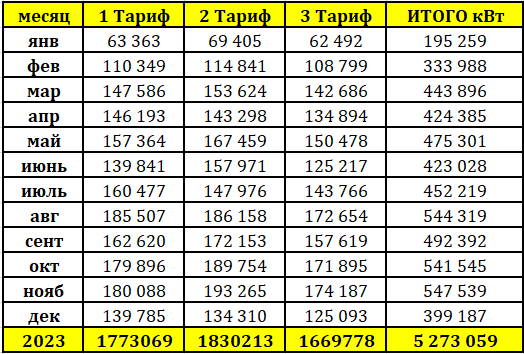 месяц 1 Тариф 2 Тариф 3 Тариф ИТОГО кВт
янв 63 363 69 405 62 492 195 259
фев 110 349 114 841 108 799 333 988
мар 147 586 153 624 142 686 443 896
апр 146 193 143 298 134 894 424 385
май 157 364 167 459 150 478 475 301
июнь 139 841 157 971 125 217 423 028
июль 160 477 147 976 143 766 452 219
авг 185 507 186 158 172 654 544 319
сент 162 620 172 153 157 619 492 392
окт 179 896 189 754 171 895 541 545
нояб 180 088 193 265 174 187 547 539
дек 139 785 134 310 125 093 399 187
2023 1773069 1830213 1669778 5 273 059